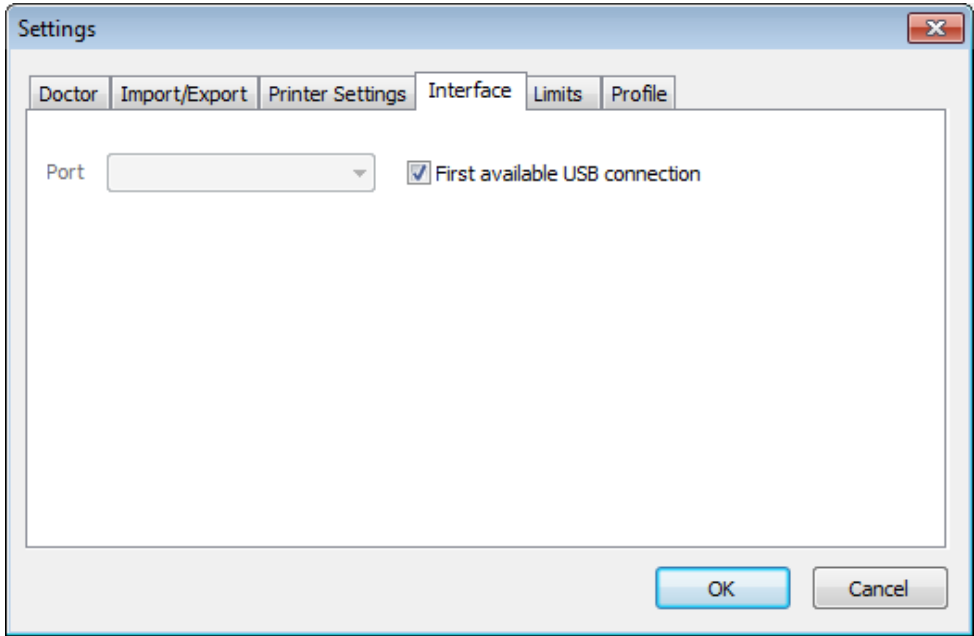 Settings
Doctor Import/Export Printer Settings Interface Limits Profile
Port First available USB connection
OK Cancel